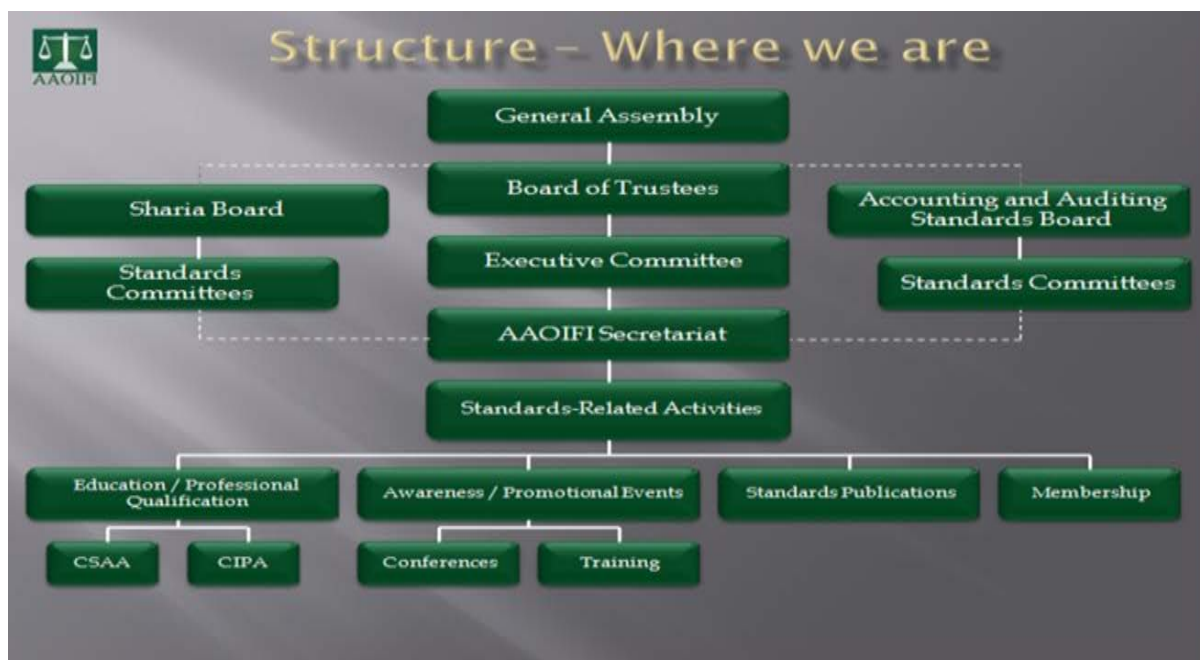 AAOIFI
Structure – Where we are
General Assembly
Board of Trustees
Sharia Board
Accounting and Auditing
Standards Board
Executive Committee
Standards
Committees
Standards Committees
AAOIFI Secretariat
Standards-Related Activities
Education / Professional
Qualification
Awareness / Promotional Events
Standards Publications
Membership
CSAA
CIPA
Conferences
Training